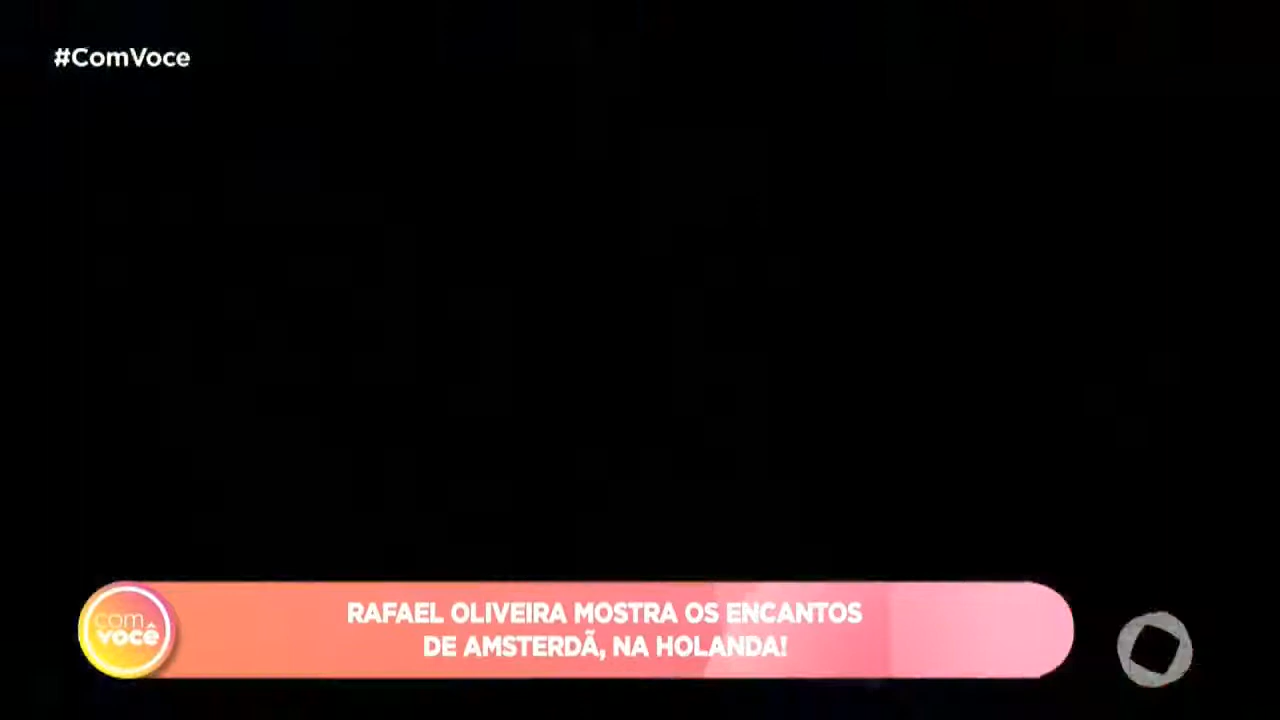 #ComVoce
com
você
RAFAEL OLIVEIRA MOSTRA OS ENCANTOS
DE AMSTERDÃ, NA HOLANDA!